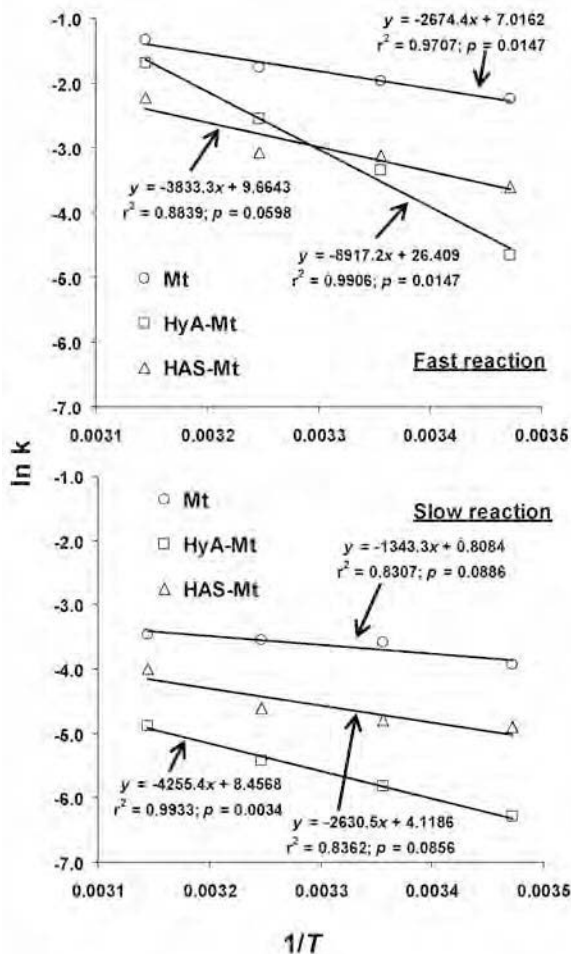 -1.0
-2.0
-3.0
-4.0
-5.0
-6.0
-7.0
y = -2674.4x + 7.0162
r² = 0.9707; p = 0.0147
y = -3833.3x + 9.6643
r² = 0.8839; p = 0.0598
y = -8917.2x + 26.409
r² = 0.9906; p = 0.0147
Mt
HyA-Mt
HAS-Mt
Fast reaction
0.0031 0.0032 0.0033 0.0034 0.0035
ln k
-1.0
-2.0
-3.0
-4.0
-5.0
-6.0
-7.0
Mt
HyA-Mt
HAS-Mt
Slow reaction
y = -1343.3x + 0.8084
r² = 0.8307; p = 0.0886
y = -4255.4x + 8.4568
r² = 0.9933; p = 0.0034
y = -2630.5x + 4.1186
r² = 0.8362; p = 0.0856
0.0031 0.0032 0.0033 0.0034 0.0035
1/T